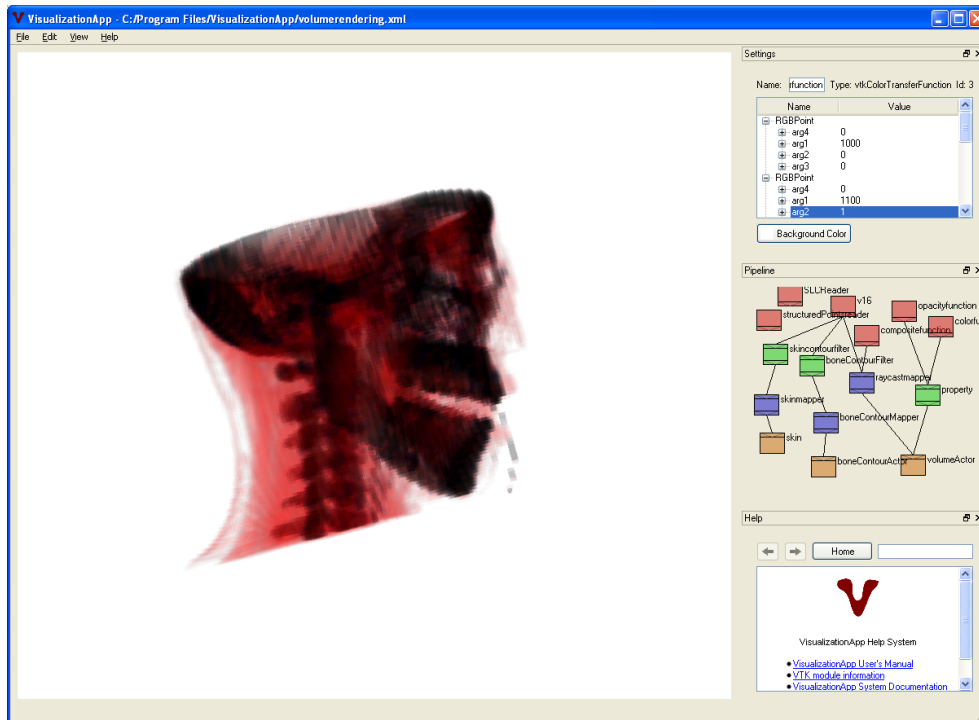 VisualizationApp - C:/Program Files/VisualizationApp/volumerendering.xml
File Edit View Help
Settings
Name: rfunction Type: vtkColorTransferFunction Id: 3
Name Value
RGBPoint
arg4 0
arg1 1000
arg2 0
arg3 0
RGBPoint
arg4 0
arg1 1100
arg2 1
Background Color
Pipeline
SLCReader
v16
opacityfunction
structuredPointreader
compositefunction
colorfu
skincontourfilter
boneContourFilter
raycastmapper
property
skinmapper
boneContourMapper
skin
boneContourActor
volumeActor
Help
Home
VisualizationApp Help System
VisualizationApp User's Manual
VTK module information
VisualizationApp System Documentation